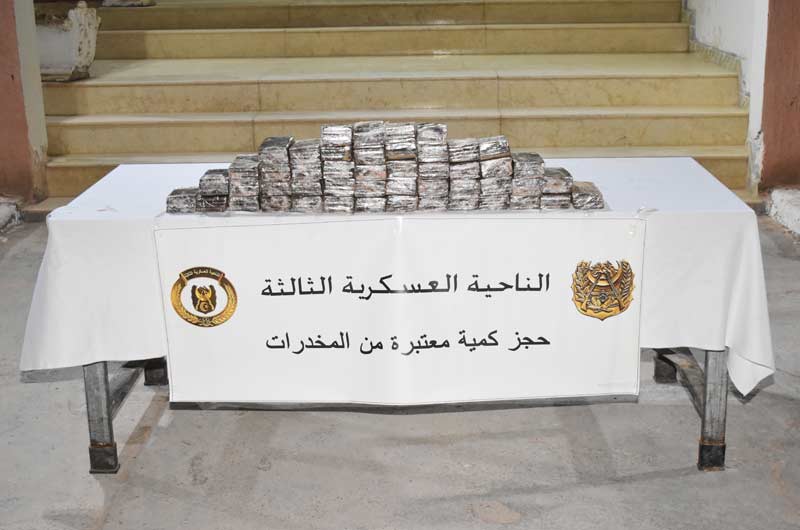 الناحية العسكرية الثالثة
حجز كمية معتبرة من المخدرات